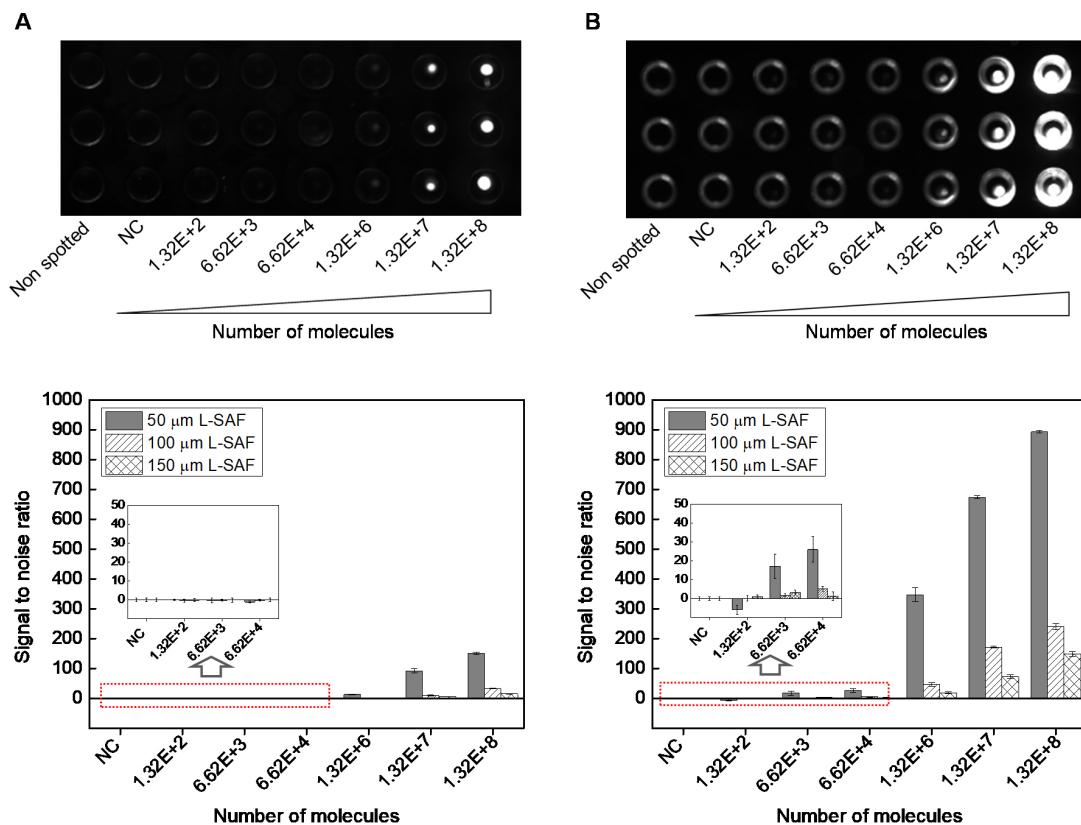 A
Non spotted
NC
1.32E+2
6.62E+3
6.62E+4
1.32E+6
1.32E+7
1.32E+8
Number of molecules
B
Non spotted
NC
1.32E+2
6.62E+3
6.62E+4
1.32E+6
1.32E+7
1.32E+8
Number of molecules
Signal to noise ratio
1000
900
800
700
600
500
400
300
200
100
0
50 μm L-SAF
100 μm L-SAF
150 μm L-SAF
50
40
30
20
10
0
NC
1.32E+2
6.62E+3
6.62E+4
NC
1.32E+2
6.62E+3
6.62E+4
1.32E+6
1.32E+7
1.32E+8
Number of molecules
Signal to noise ratio
1000
900
800
700
600
500
400
300
200
100
0
50 μm L-SAF
100 μm L-SAF
150 μm L-SAF
50
40
30
20
10
0
NC
1.32E+2
6.62E+3
6.62E+4
NC
1.32E+2
6.62E+3
6.62E+4
1.32E+6
1.32E+7
1.32E+8
Number of molecules